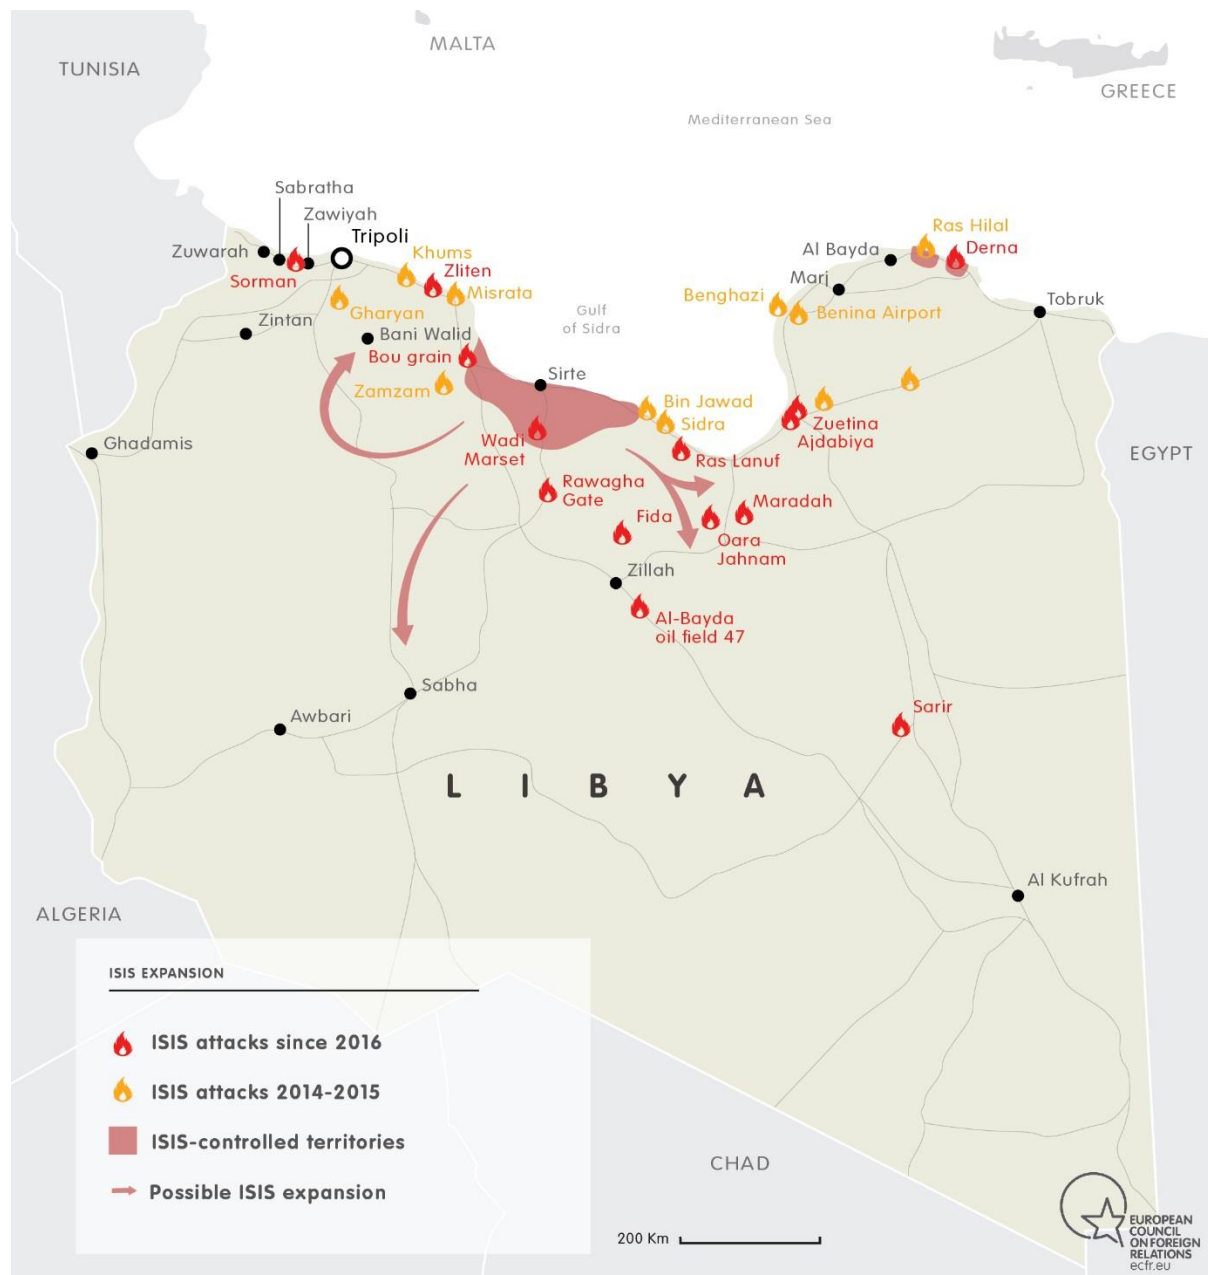 MALTA
TUNISIA
GREECE
Mediterranean Sea
Sabratha
Zawiyah
Tripoli
Zuwarah
Sorman
Khums
Zliten
Misrata
Gharyan
Zintan
Bani Walid
Bou grain
Zamzam
Gulf
of Sidra
Sirte
Ras Hilal
Derna
Al Bayda
Marj
Benghazi
Benina Airport
Tobruk
Bin Jawad
Sidra
Zuetina
Ajdabiya
Ghadamis
EGYPT
Wadi
Marset
Ras Lanuf
Rawagha
Gate
Maradah
Fida
Oara
Jahnam
Zillah
Al-Bayda
oil field 47
Sabha
Awbari
Sarir
LIBYA
Al Kufrah
ALGERIA
ISIS EXPANSION
ISIS attacks since 2016
ISIS attacks 2014-2015
ISIS-controlled territories
Possible ISIS expansion
CHAD
200 Km
EUROPEAN
COUNCIL
ON FOREIGN
RELATIONS
ecfr.eu